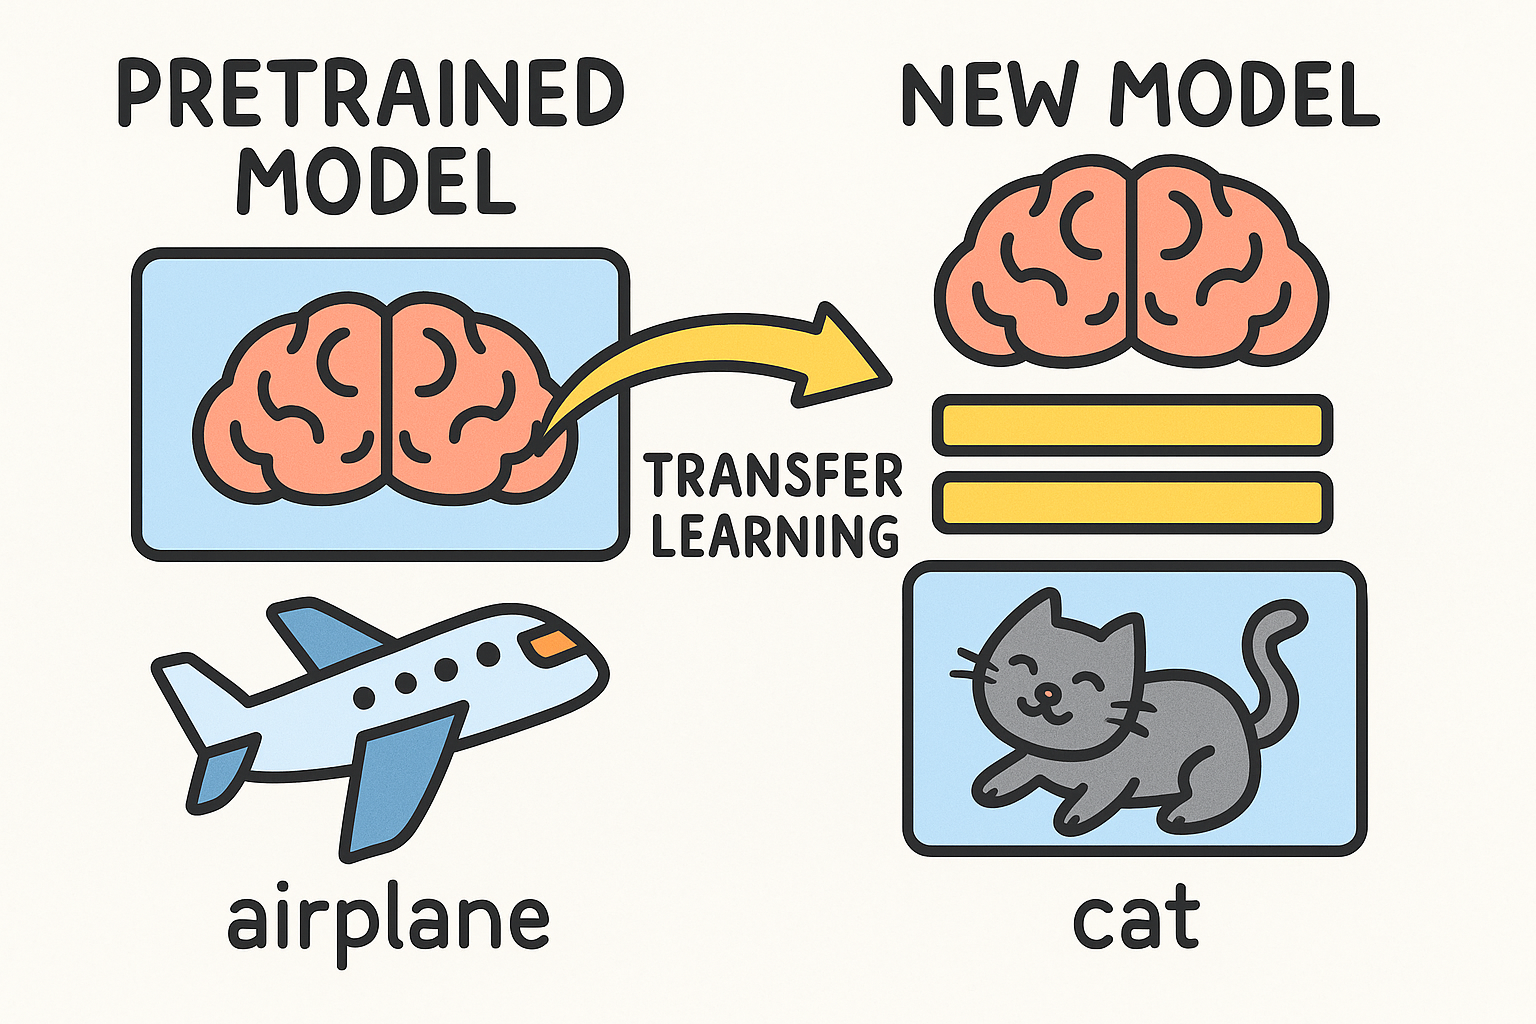 PRETRAINED
MODEL
NEW MODEL
TRANSFER
LEARNING
airplane
cat